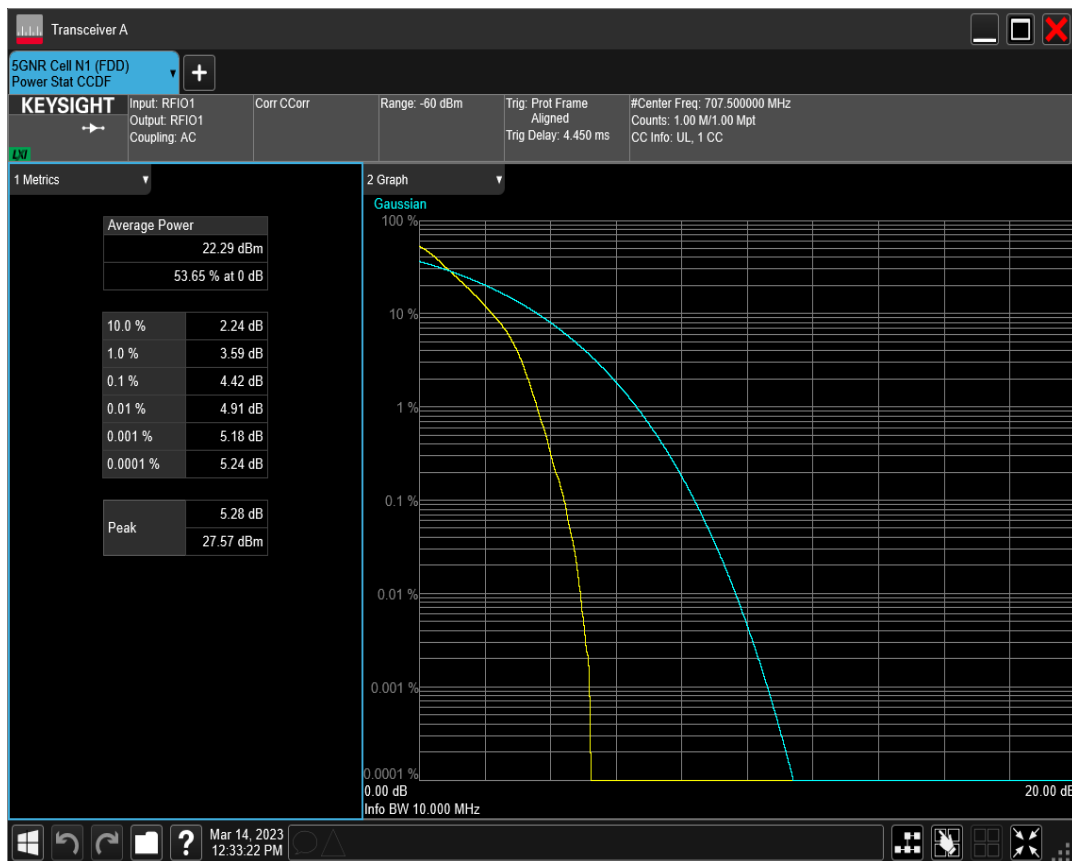 Transceiver A
5GNR Cell N1 (FDD)
Power Stat CCDF
KEYSIGHT
LXI
Input: RFIO1
Output: RFIO1
Coupling: AC
Corr CCorr
Range: -60 dBm
Trig: Prot Frame
Aligned
Trig Delay: 4.450 ms
#Center Freq: 707.500000 MHz
Counts: 1.00 M/1.00 Mpt
CC Info: UL, 1 CC
1 Metrics
Average Power
22.29 dBm
53.65 % at 0 dB
10.0 % 2.24 dB
1.0 % 3.59 dB
0.1 % 4.42 dB
0.01 % 4.91 dB
0.001 % 5.18 dB
0.0001 % 5.24 dB
Peak
5.28 dB
27.57 dBm
2 Graph
Gaussian
100 %
10 %
1 %
0.1 %
0.01 %
0.001 %
0.0001 %
0.00 dB 20.00 dB
Info BW 10.000 MHz
?
Mar 14, 2023
12:33:22 PM